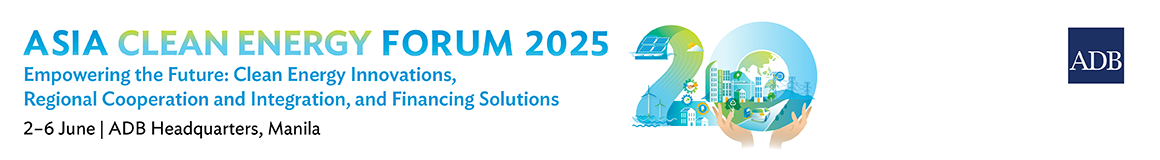 ASIA CLEAN ENERGY FORUM 2025
Empowering the Future: Clean Energy Innovations,
Regional Cooperation and Integration, and Financing Solutions
2–6 June | ADB Headquarters, Manila
20
ADB